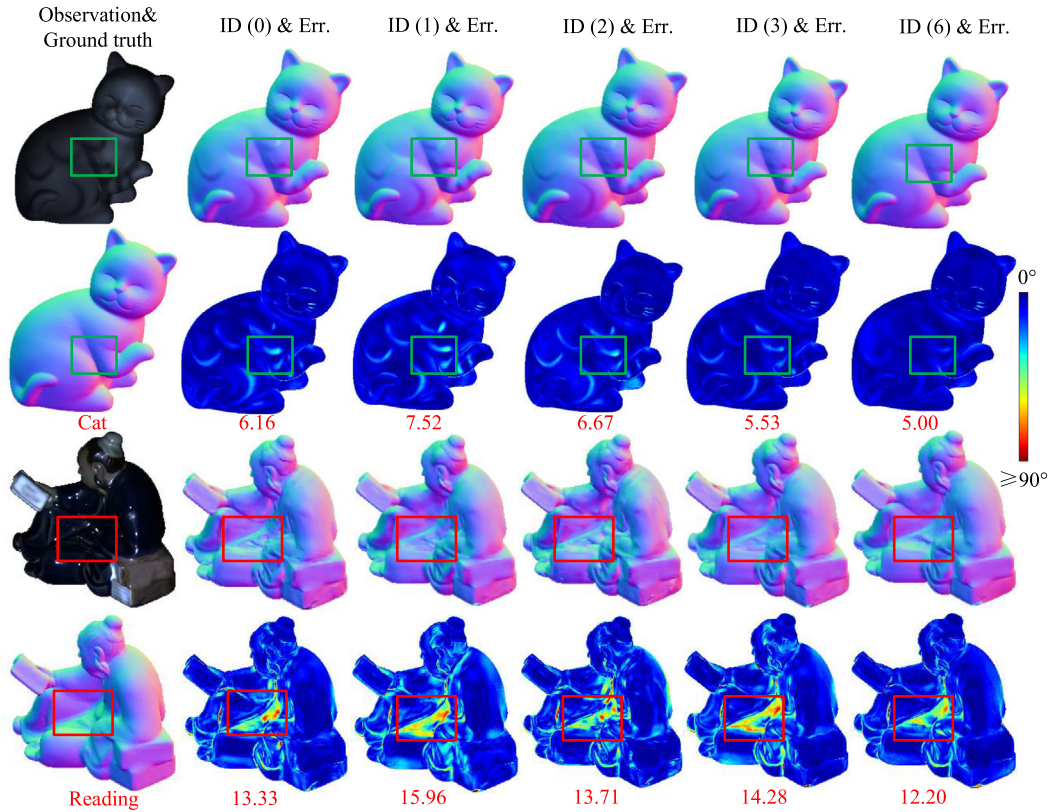 Observation&
Ground truth
ID (0) & Err.
ID (1) & Err.
ID (2) & Err.
ID (3) & Err.
ID (6) & Err.
0°
≥90°
Cat
6.16
7.52
6.67
5.53
5.00
Reading
13.33
15.96
13.71
14.28
12.20